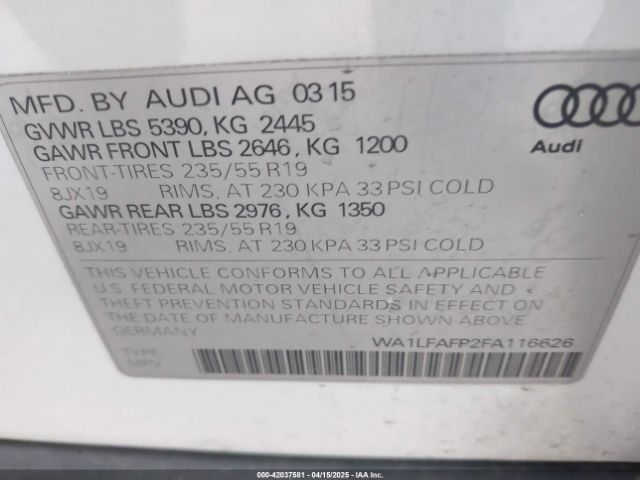 MFD. BY AUDI AG 03 15
GVWR LBS 5390, KG 2445
GAWR FRONT LBS 2646, KG 1200
FRONT-TIRES 235/55 R19
8JX19 RIMS, AT 230 KPA 33 PSI COLD
GAWR REAR LBS 2976, KG 1350
REAR-TIRES 235/55 R19
8JX19 RIMS, AT 230 KPA 33 PSI COLD
Audi
THIS VEHICLE CONFORMS TO ALL APPLICABLE
U.S. FEDERAL MOTOR VEHICLE SAFETY AND
THEFT PREVENTION STANDARDS IN EFFECT ON
THE DATE OF MANUFACTURE SHOWN ABOVE
GERMANY
WA1LFAFP2FA116626
TYPE
MPV
000-42037581 - 04/15/2025 - IAAI.CA